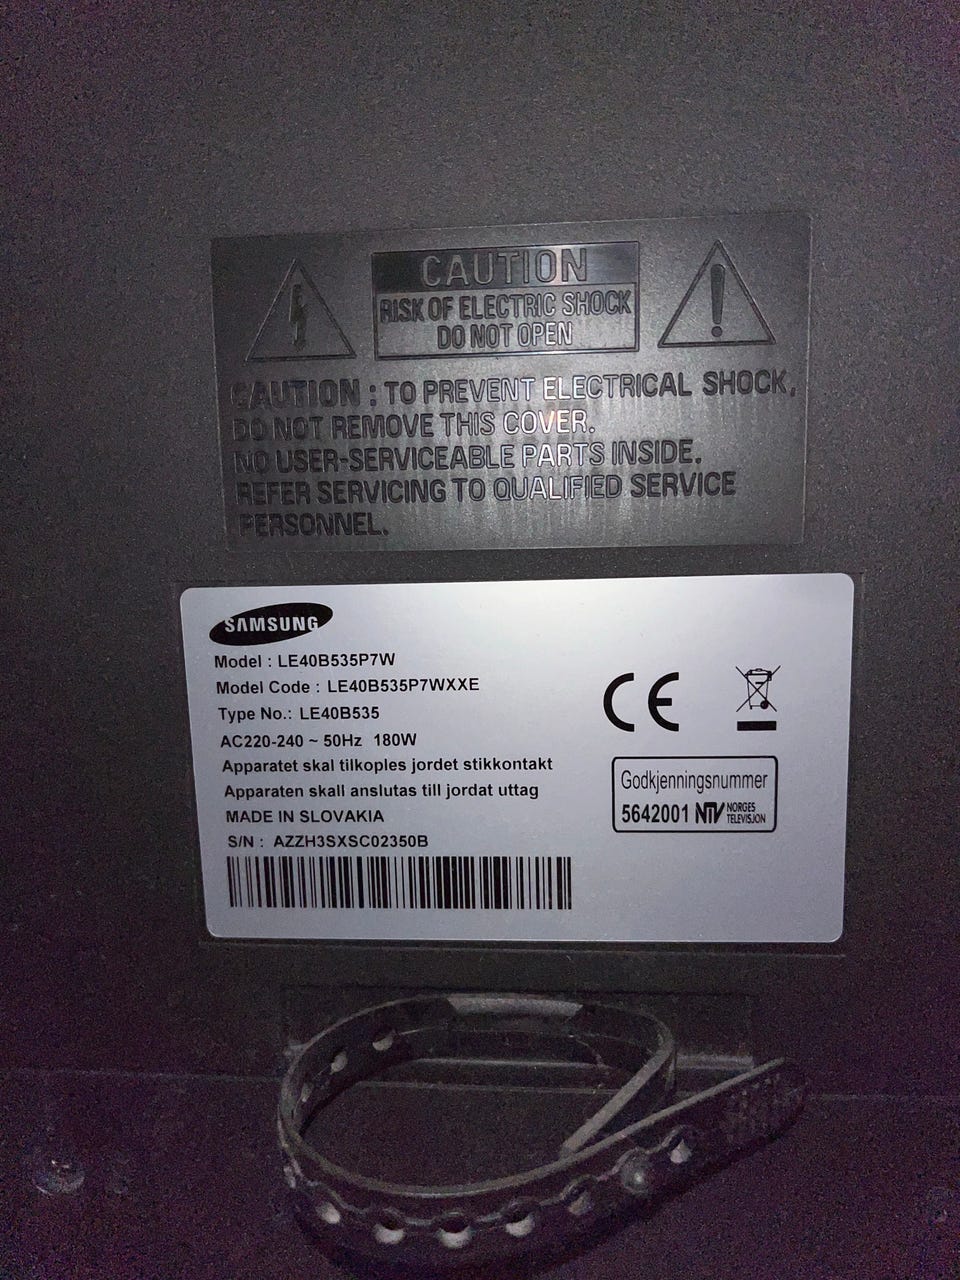 CAUTION
RISK OF ELECTRIC SHOCK
DO NOT OPEN
CAUTION : TO PREVENT ELECTRICAL SHOCK,
DO NOT REMOVE THIS COVER.
NO USER-SERVICEABLE PARTS INSIDE.
REFER SERVICING TO QUALIFIED SERVICE
PERSONNEL.
SAMSUNG
Model : LE40B535P7W
Model Code : LE40B535P7WXXE
Type No.: LE40B535
AC220-240 ~ 50Hz 180W
Apparatet skal tilkoples jordet stikkontakt
Apparaten skall anslutas till jordat uttag
MADE IN SLOVAKIA
S/N : AZZH3SXSC02350B
CE
Godkjenningsnummer
5642001 NTV NORGES
TELEVISJON